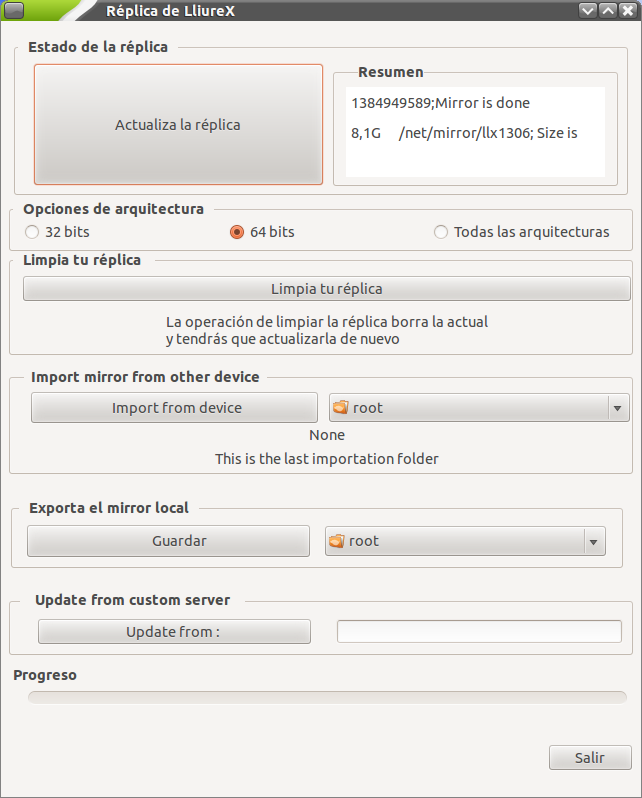 Réplica de LliureX
Estado de la réplica
Actualiza la réplica
Resumen
1384949589;Mirror is done
8,1G /net/mirror/llx1306; Size is
Opciones de arquitectura
32 bits
64 bits
Todas las arquitecturas
Limpia tu réplica
Limpia tu réplica
La operación de limpiar la réplica borra la actual
y tendrás que actualizarla de nuevo
Import mirror from other device
Import from device
root
None
This is the last importation folder
Exporta el mirror local
Guardar
root
Update from custom server
Update from :
Progreso
Salir